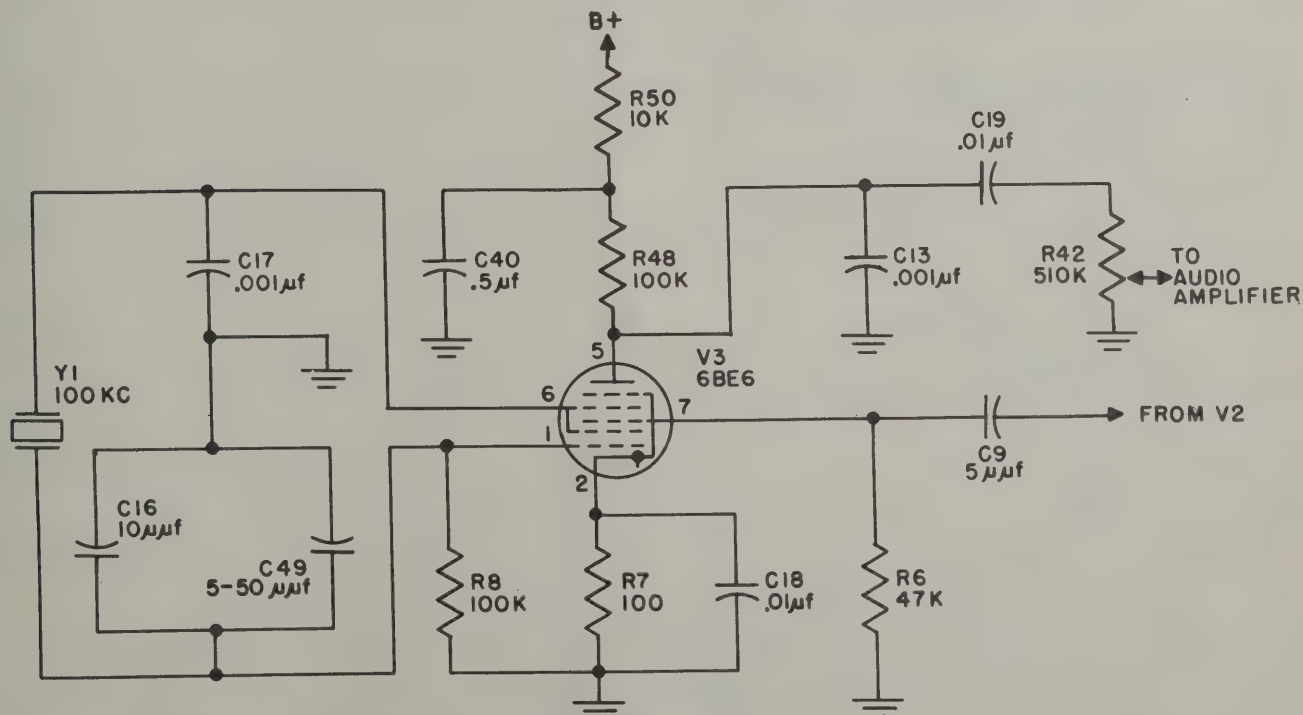 B+
R50
10K
C19
.01μf
C17
.001μf
C40
.5μf
R48
100K
C13
.001μf
R42
510K
TO
AUDIO
AMPLIFIER
Y1
100 KC
5
V3
6BE6
6
7
1
2
FROM V2
C9
5μμf
C16
10μμf
C49
5-50μμf
R8
100K
R7
100
C18
.01μf
R6
47K